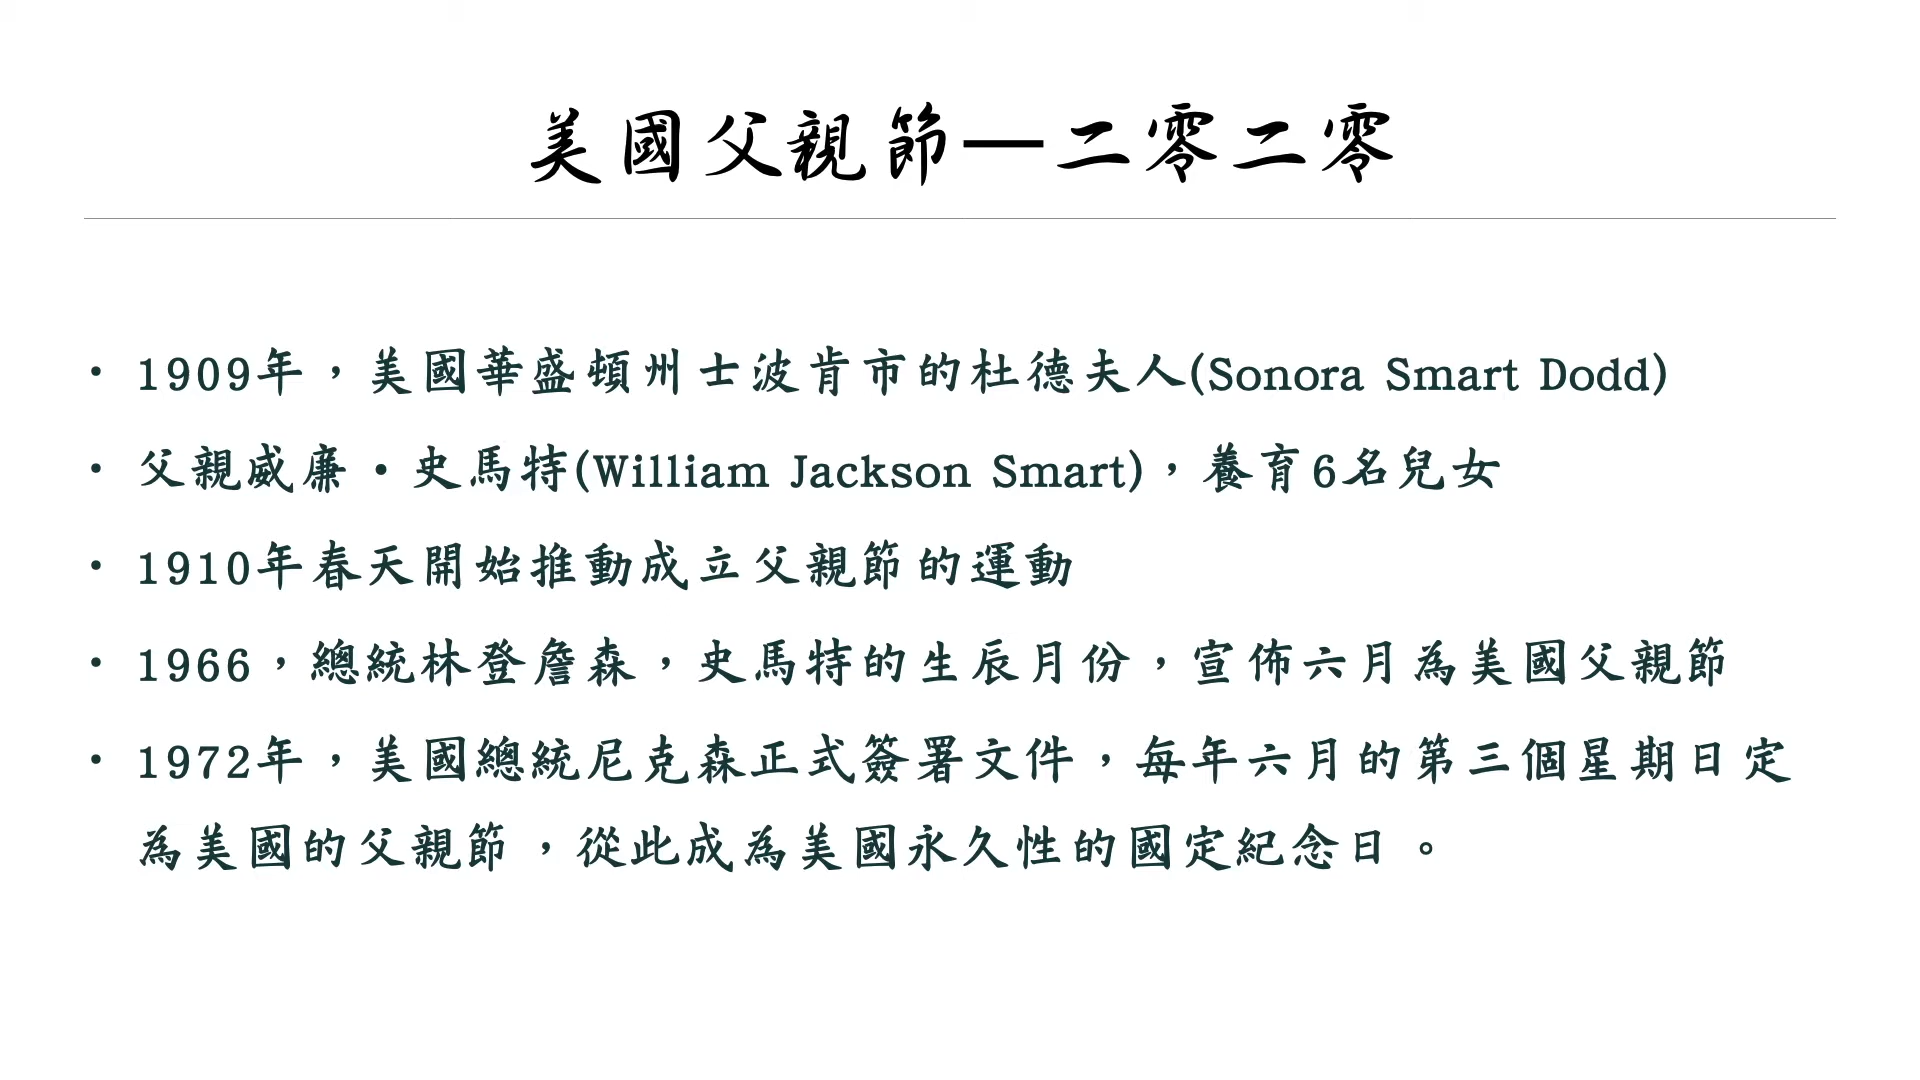 美國父親節—二零二零
• 1909年，美國華盛頓州士波肯市的杜德夫人(Sonora Smart Dodd)
• 父親威廉·史馬特(William Jackson Smart)，養育6名兒女
• 1910年春天開始推動成立父親節的運動
• 1966，總統林登詹森，史馬特的生辰月份，宣佈六月為美國父親節
• 1972年，美國總統尼克森正式簽署文件，每年六月的第三個星期日定
為美國的父親節，從此成為美國永久性的國定紀念日。